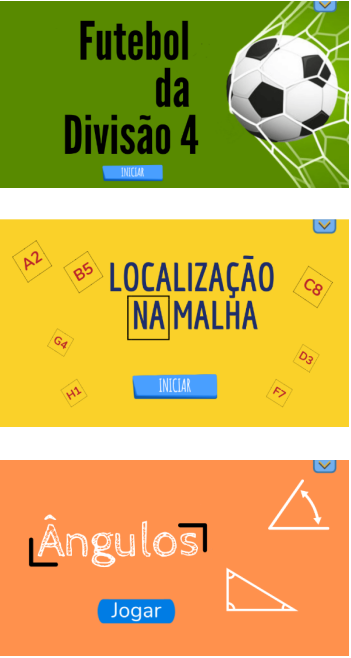 Futebol
da
Divisão 4
INICIAR
A2
B5
LOCALIZAÇÃO
C8
NA MALHA
G4
D3
INICIAR
H1
F7
Ângulos
Jogar